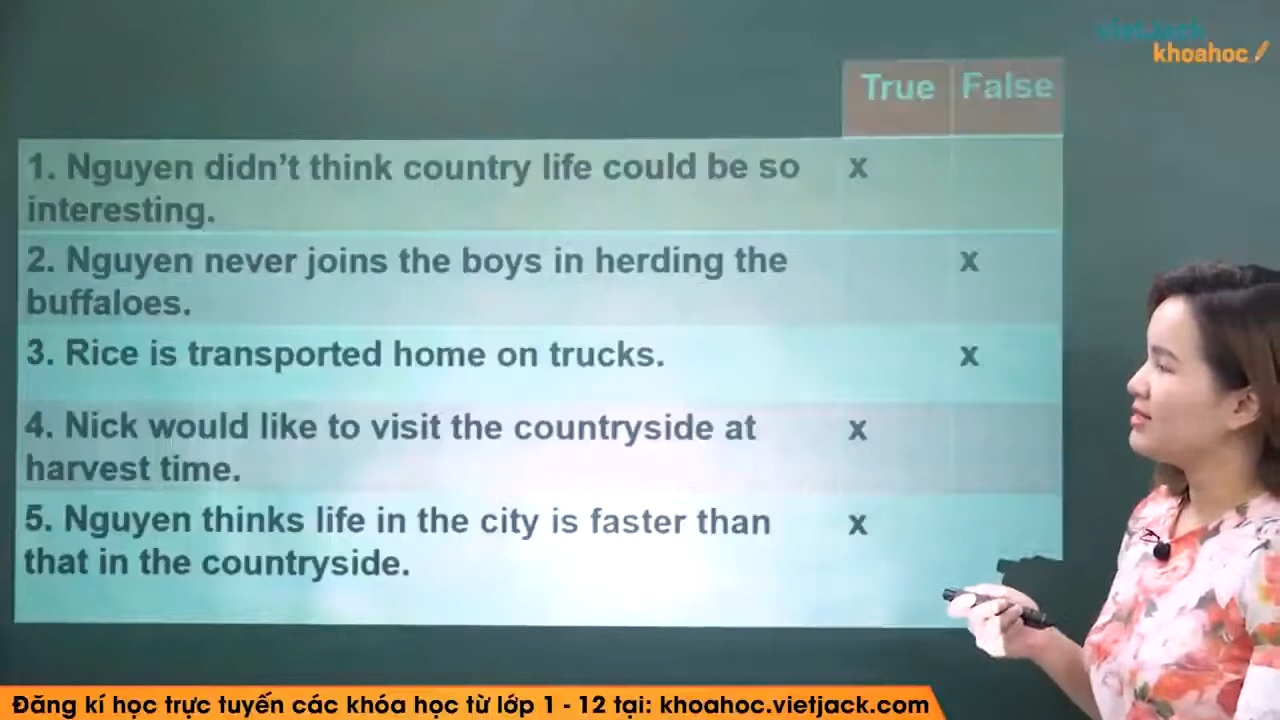 vietJack
khoahoc
True False
1. Nguyen didn't think country life could be so x
interesting.
2. Nguyen never joins the boys in herding the x
buffaloes.
3. Rice is transported home on trucks. x
4. Nick would like to visit the countryside at x
harvest time.
5. Nguyen thinks life in the city is faster than x
that in the countryside.
Đăng kí học trực tuyến các khóa học từ lớp 1 - 12 tại: khoahoc.vietjack.com